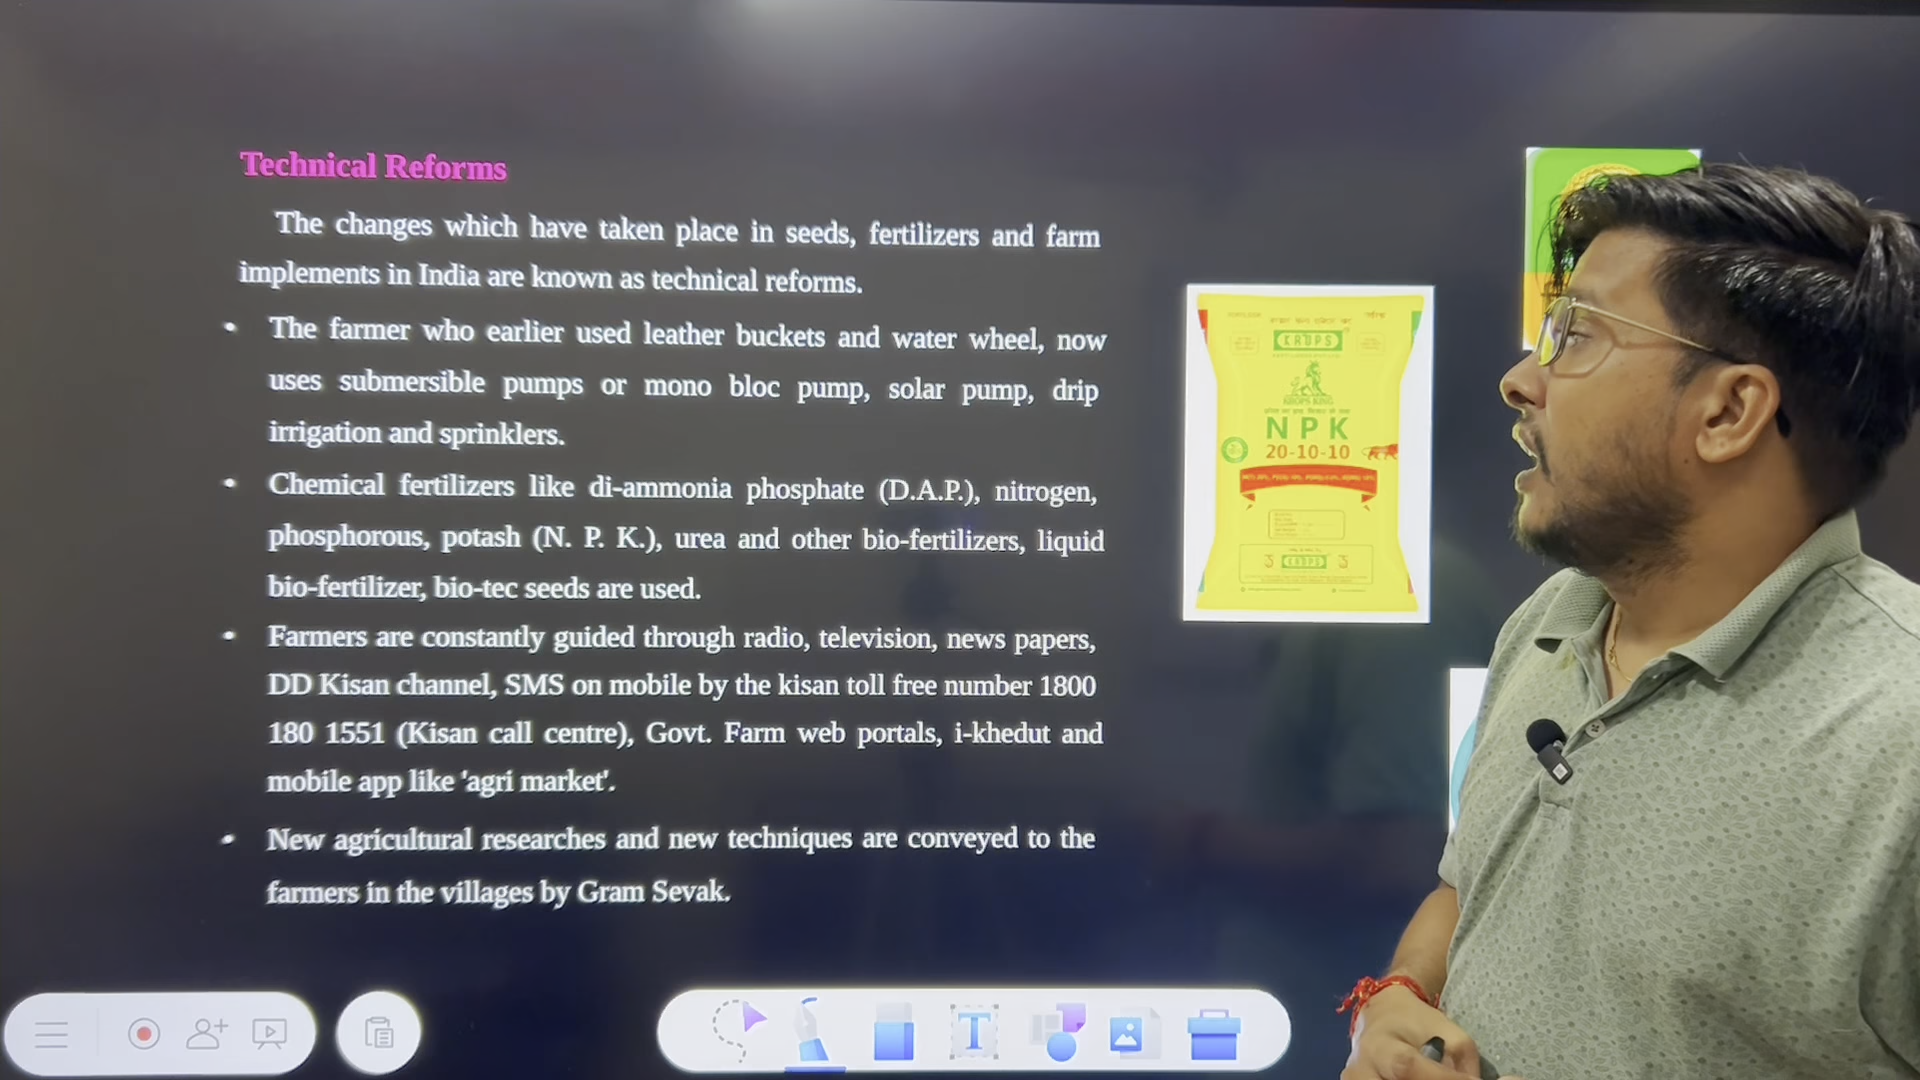 Technical Reforms
The changes which have taken place in seeds, fertilizers and farm
implements in India are known as technical reforms.
• The farmer who earlier used leather buckets and water wheel, now
uses submersible pumps or mono bloc pump, solar pump, drip
irrigation and sprinklers.
• Chemical fertilizers like di-ammonia phosphate (D.A.P.), nitrogen,
phosphorous, potash (N. P. K.), urea and other bio-fertilizers, liquid
bio-fertilizer, bio-tec seeds are used.
• Farmers are constantly guided through radio, television, news papers,
DD Kisan channel, SMS on mobile by the kisan toll free number 1800
180 1551 (Kisan call centre), Govt. Farm web portals, i-khedut and
mobile app like 'agri market'.
• New agricultural researches and new techniques are conveyed to the
farmers in the villages by Gram Sevak.
KROPS
KROPS KING
N P K
20-10-10
KROPS
T